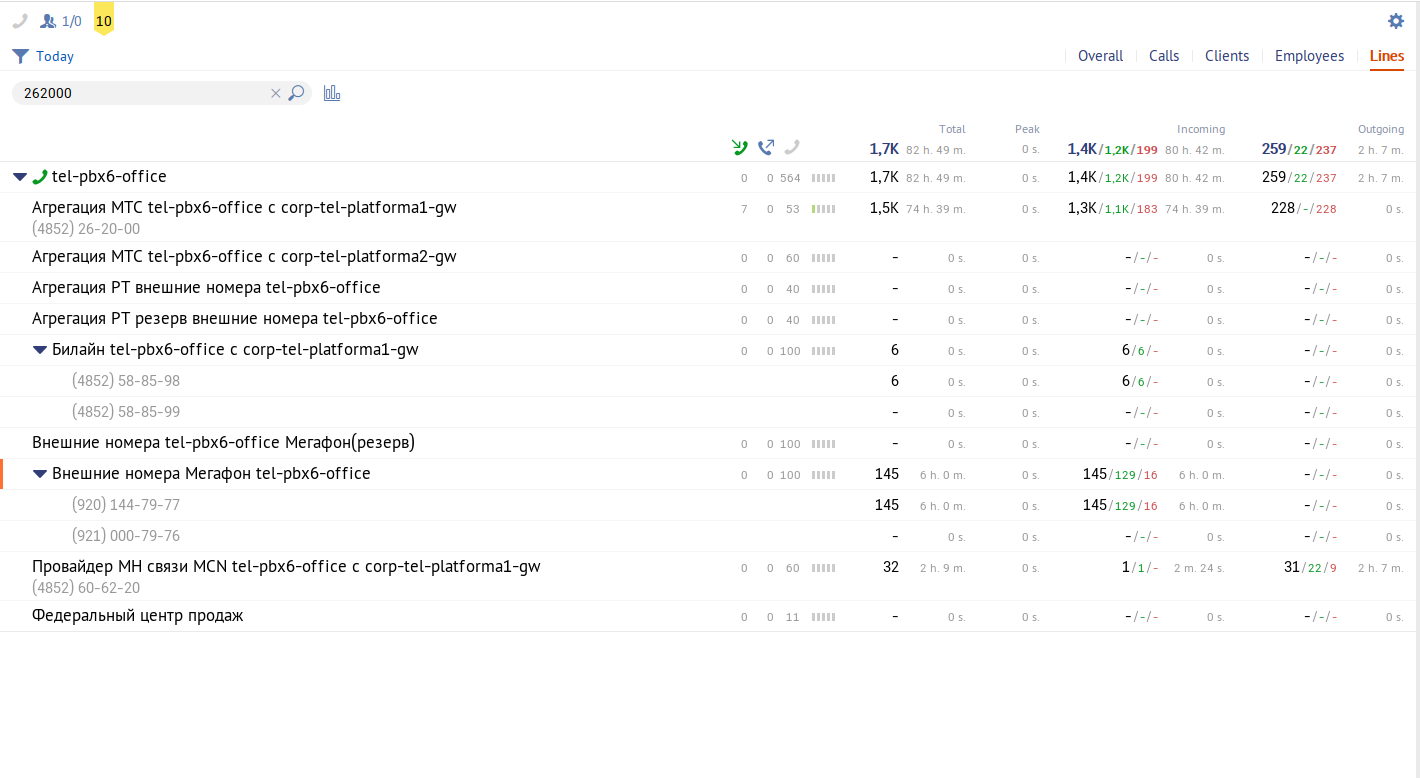 1/0 10
Today Overall Calls Clients Employees Lines
262000
Total Peak Incoming Outgoing
1,7K 82 h. 49 m. 0 s. 1,4K/1,2K/199 80 h. 42 m. 259/22/237 2 h. 7 m.
tel-pbx6-office 0 0 564 1,7K 82 h. 49 m. 0 s. 1,4K/1,2K/199 80 h. 42 m. 259/22/237 2 h. 7 m.
Агрегация МТС tel-pbx6-office с corp-tel-platforma1-gw 7 0 53 1,5K 74 h. 39 m. 0 s. 1,3K/1,1K/183 74 h. 39 m. 228/-/228 0 s.
(4852) 26-20-00
Агрегация МТС tel-pbx6-office с corp-tel-platforma2-gw 0 0 60 - 0 s. 0 s. -/-/- 0 s. -/-/- 0 s.
Агрегация РТ внешние номера tel-pbx6-office 0 0 40 - 0 s. 0 s. -/-/- 0 s. -/-/- 0 s.
Агрегация РТ резерв внешние номера tel-pbx6-office 0 0 40 - 0 s. 0 s. -/-/- 0 s. -/-/- 0 s.
Билайн tel-pbx6-office с corp-tel-platforma1-gw 0 0 100 6 0 s. 0 s. 6/6/- 0 s. -/-/- 0 s.
(4852) 58-85-98 6 0 s. 0 s. 6/6/- 0 s. -/-/- 0 s.
(4852) 58-85-99 - 0 s. 0 s. -/-/- 0 s. -/-/- 0 s.
Внешние номера tel-pbx6-office Мегафон(резерв) 0 0 100 - 0 s. 0 s. -/-/- 0 s. -/-/- 0 s.
Внешние номера Мегафон tel-pbx6-office 0 0 100 145 6 h. 0 m. 0 s. 145/129/16 6 h. 0 m. -/-/- 0 s.
(920) 144-79-77 145 6 h. 0 m. 0 s. 145/129/16 6 h. 0 m. -/-/- 0 s.
(921) 000-79-76 - 0 s. 0 s. -/-/- 0 s. -/-/- 0 s.
Провайдер МН связи MCN tel-pbx6-office с corp-tel-platforma1-gw 0 0 60 32 2 h. 9 m. 0 s. 1/1/- 2 m. 24 s. 31/22/9 2 h. 7 m.
(4852) 60-62-20
Федеральный центр продаж 0 0 11 - 0 s. 0 s. -/-/- 0 s. -/-/- 0 s.